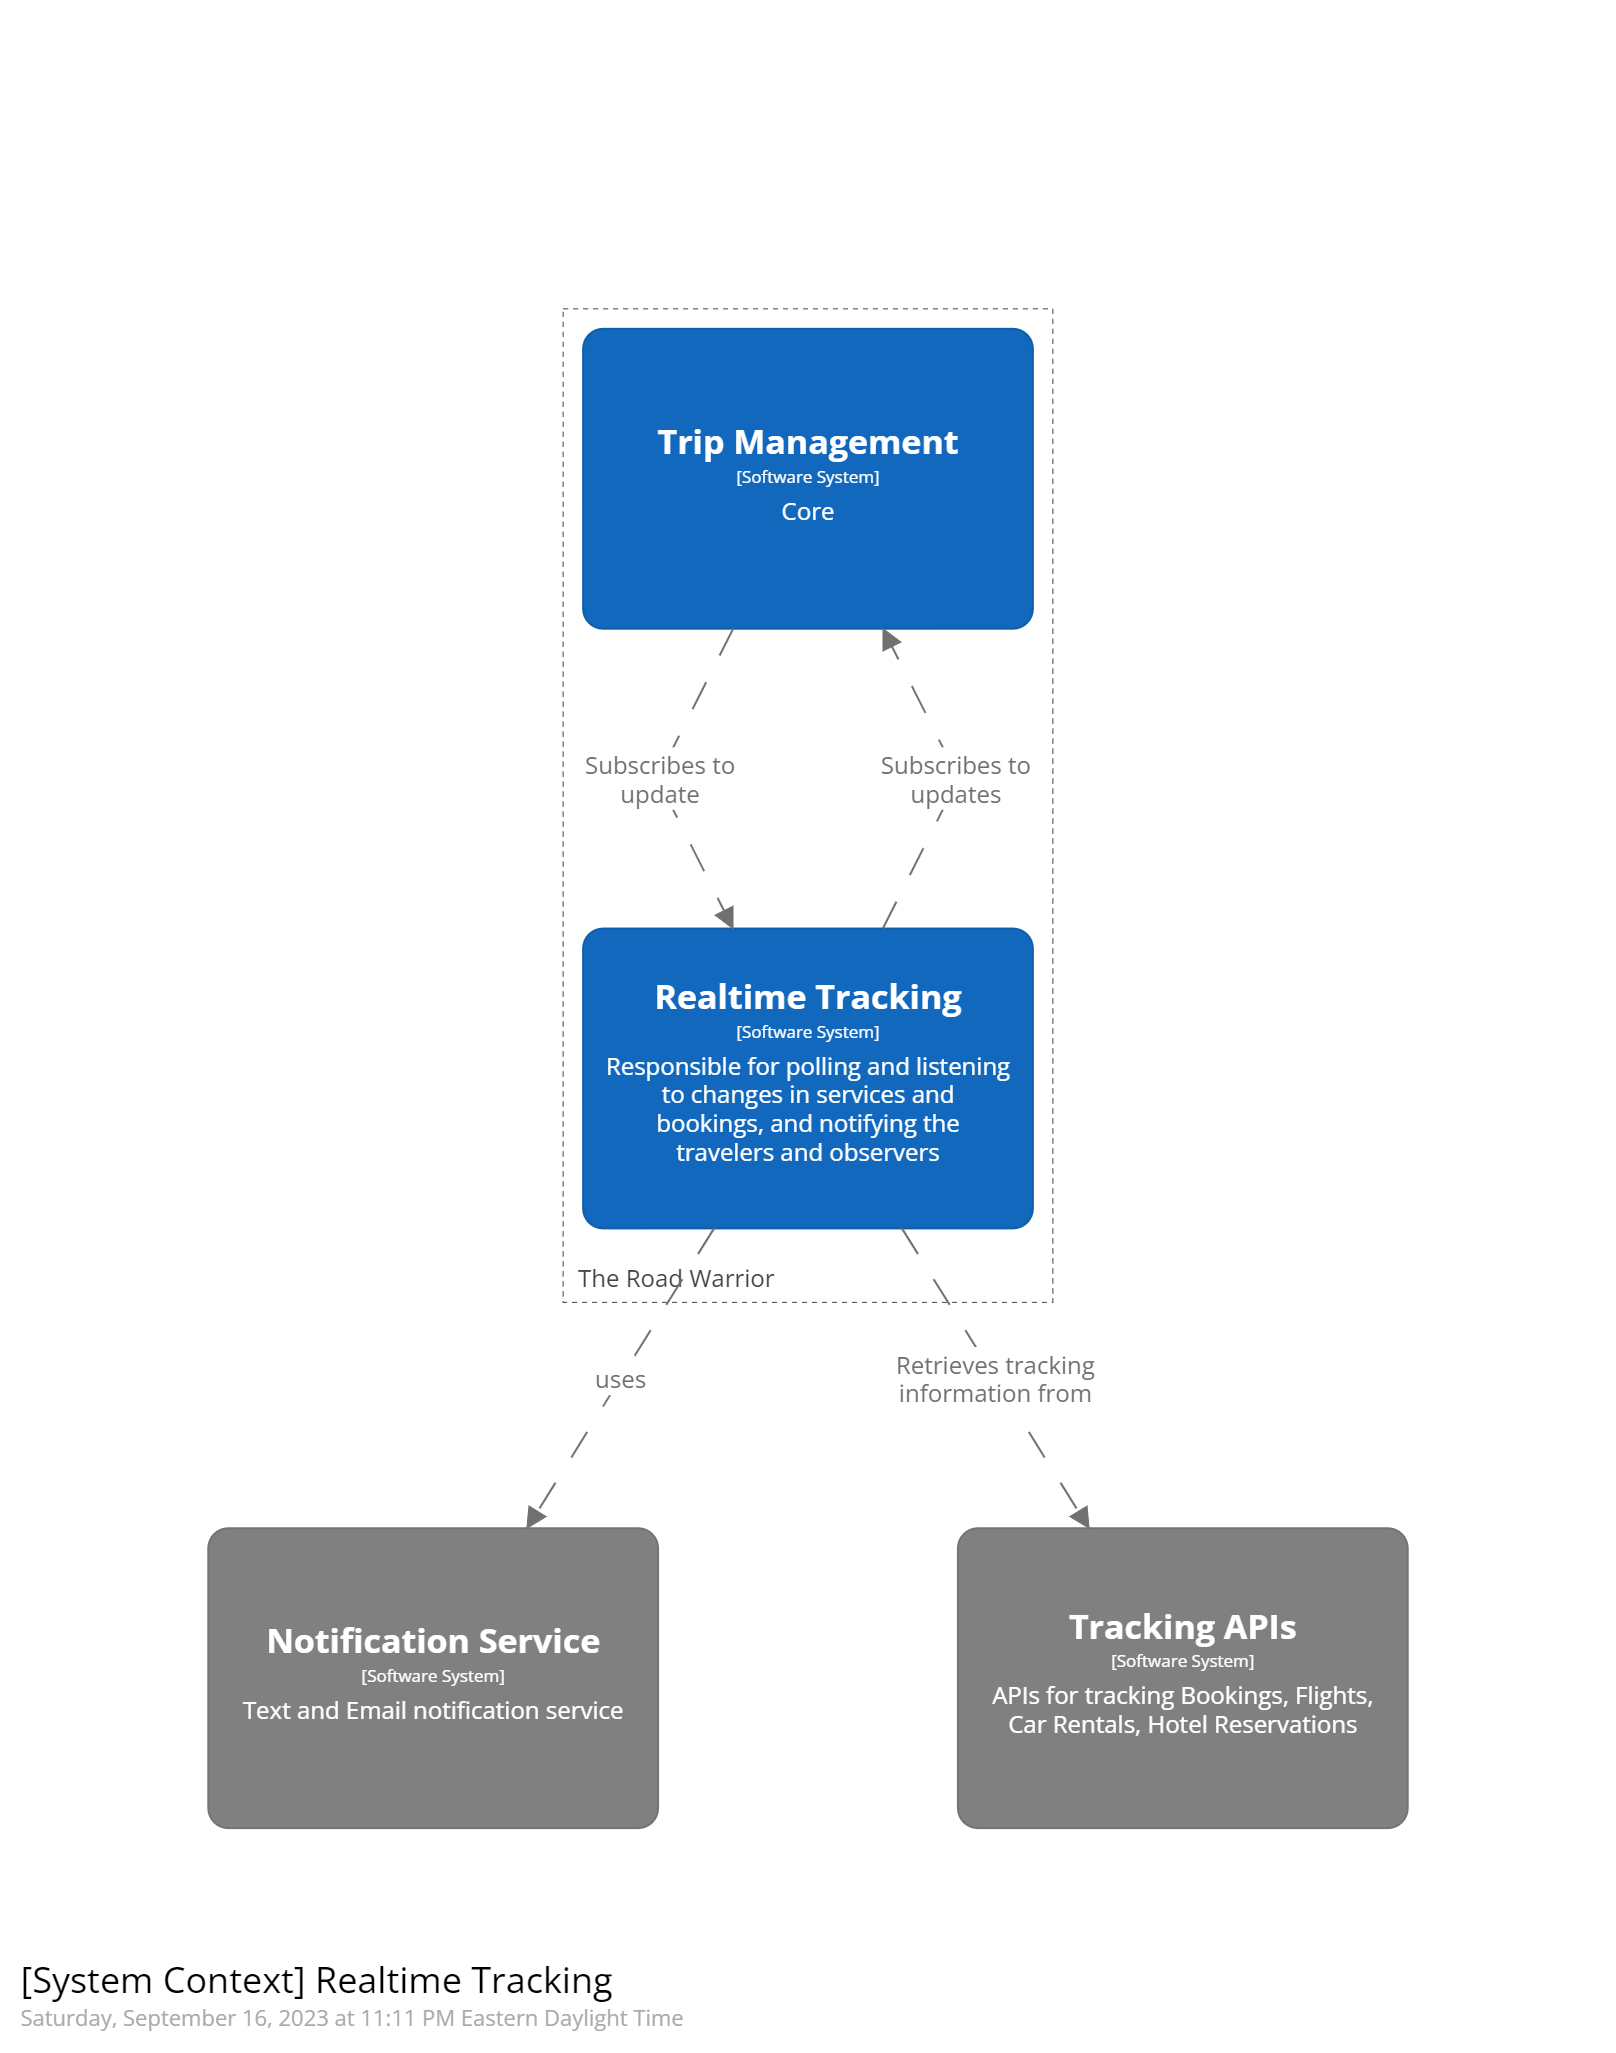 Trip Management
[Software System]
Core
Subscribes to
update
Subscribes to
updates
Realtime Tracking
[Software System]
Responsible for polling and listening
to changes in services and
bookings, and notifying the
travelers and observers
The Road Warrior
uses
Retrieves tracking
information from
Notification Service
[Software System]
Text and Email notification service
Tracking APIs
[Software System]
APIs for tracking Bookings, Flights,
Car Rentals, Hotel Reservations
[System Context] Realtime Tracking
Saturday, September 16, 2023 at 11:11 PM Eastern Daylight Time